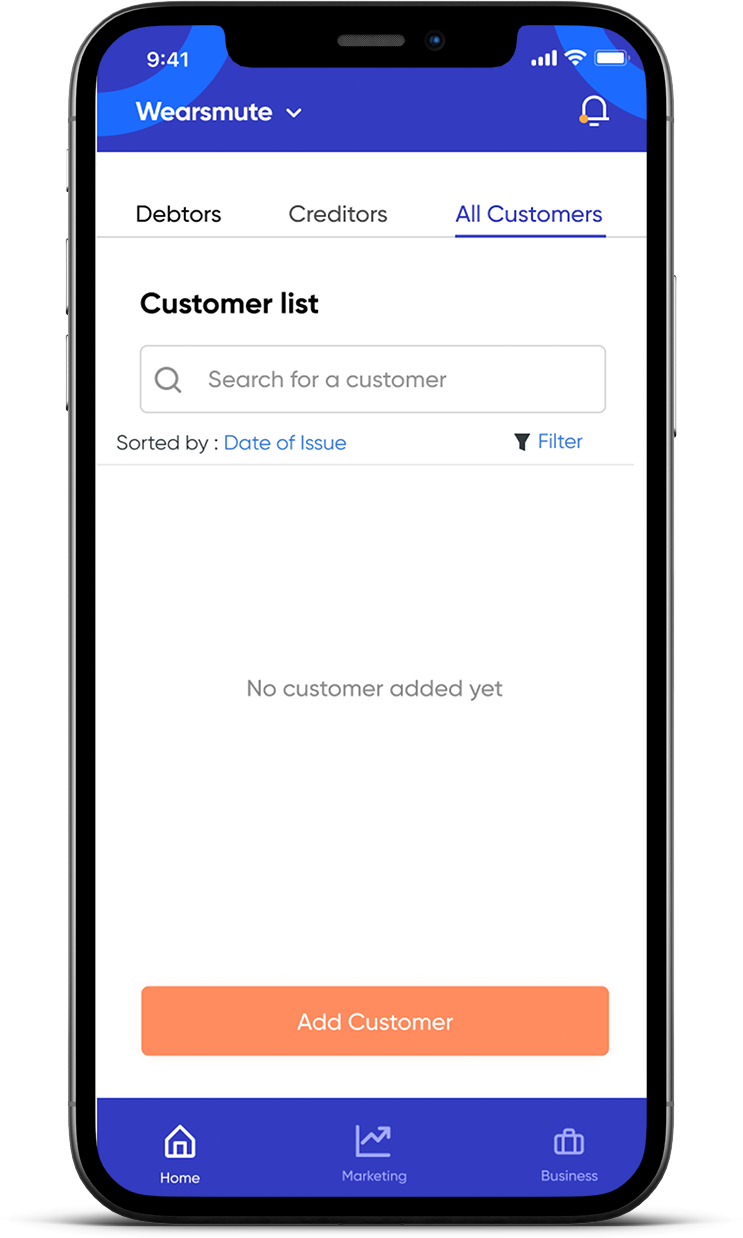 9:41
Wearsmute
Debtors Creditors All Customers
Customer list
Search for a customer
Sorted by : Date of Issue Filter
No customer added yet
Add Customer
Home Marketing Business